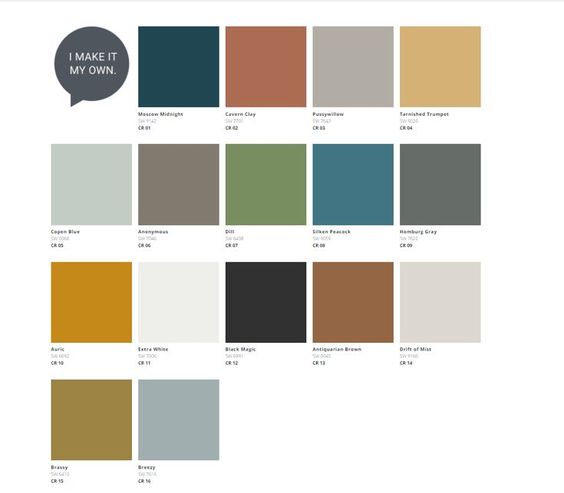 I MAKE IT
MY OWN.
Moscow Midnight
SW 9142
CR 01
Cavern Clay
SW 7701
CR 02
Pussywillow
SW 7643
CR 03
Tarnished Trumpet
SW 9026
CR 04
Copen Blue
SW 0068
CR 05
Anonymous
SW 7046
CR 06
Dill
SW 6438
CR 07
Silken Peacock
SW 9059
CR 08
Homburg Gray
SW 7622
CR 09
Auric
SW 6692
CR 10
Extra White
SW 7006
CR 11
Black Magic
SW 6991
CR 12
Antiquarian Brown
SW 0045
CR 13
Drift of Mist
SW 9166
CR 14
Brassy
SW 6410
CR 15
Breezy
SW 7616
CR 16